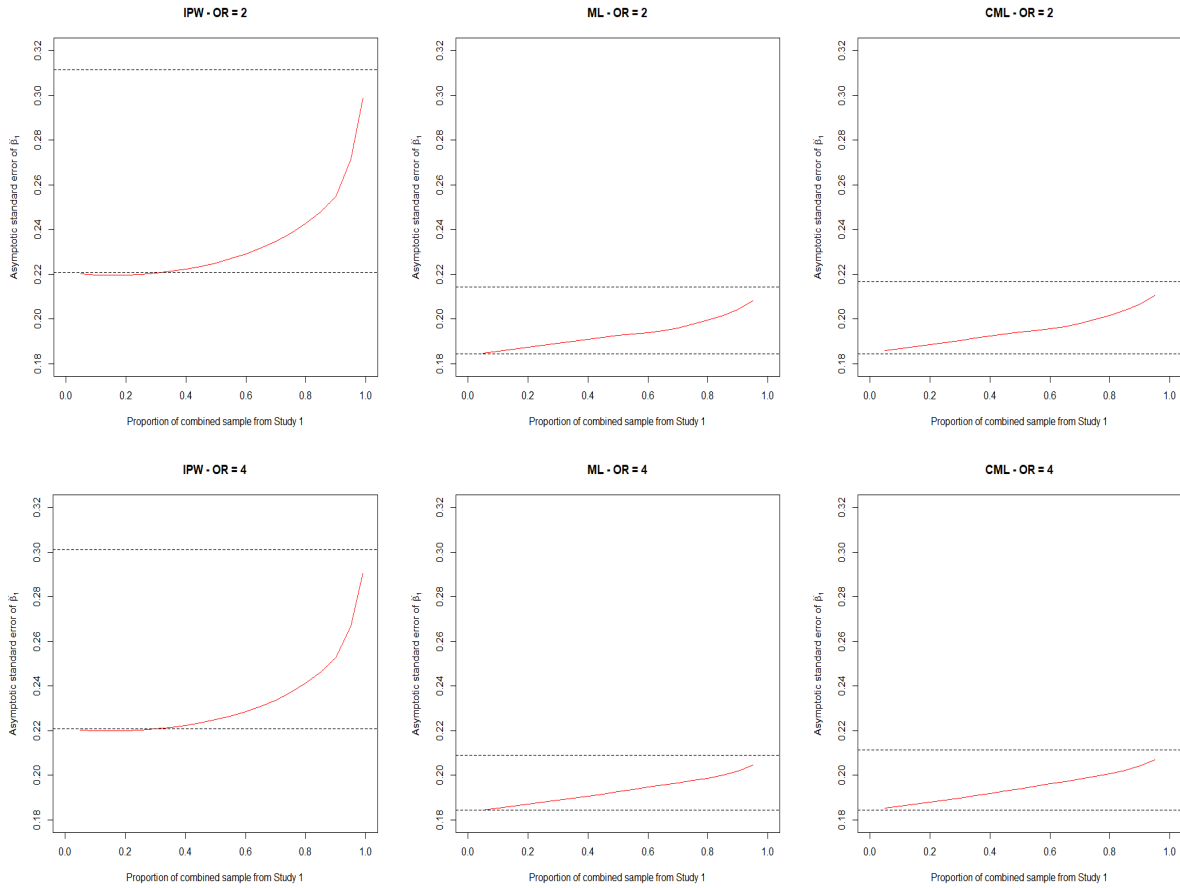 IPW - OR = 2
Asymptotic standard error of β̂₁
0.18 0.20 0.22 0.24 0.26 0.28 0.30 0.32
0.0 0.2 0.4 0.6 0.8 1.0
Proportion of combined sample from Study 1
ML - OR = 2
Asymptotic standard error of β̂₁
0.18 0.20 0.22 0.24 0.26 0.28 0.30 0.32
0.0 0.2 0.4 0.6 0.8 1.0
Proportion of combined sample from Study 1
CML - OR = 2
Asymptotic standard error of β̂₁
0.18 0.20 0.22 0.24 0.26 0.28 0.30 0.32
0.0 0.2 0.4 0.6 0.8 1.0
Proportion of combined sample from Study 1
IPW - OR = 4
Asymptotic standard error of β̂₁
0.18 0.20 0.22 0.24 0.26 0.28 0.30 0.32
0.0 0.2 0.4 0.6 0.8 1.0
Proportion of combined sample from Study 1
ML - OR = 4
Asymptotic standard error of β̂₁
0.18 0.20 0.22 0.24 0.26 0.28 0.30 0.32
0.0 0.2 0.4 0.6 0.8 1.0
Proportion of combined sample from Study 1
CML - OR = 4
Asymptotic standard error of β̂₁
0.18 0.20 0.22 0.24 0.26 0.28 0.30 0.32
0.0 0.2 0.4 0.6 0.8 1.0
Proportion of combined sample from Study 1